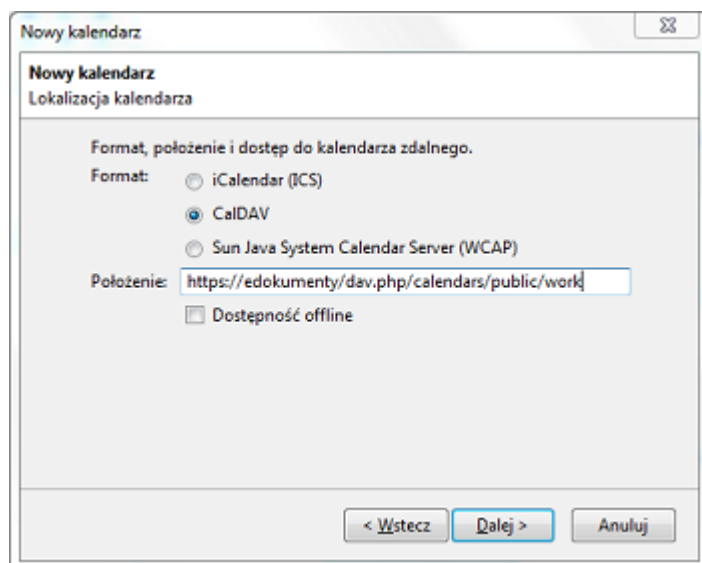 Nowy kalendarz
Nowy kalendarz
Lokalizacja kalendarza
Format, położenie i dostęp do kalendarza zdalnego.
Format:
iCalendar (ICS)
CalDAV
Sun Java System Calendar Server (WCAP)
Położenie: https://edokumenty/dav.php/calendars/public/work
Dostępność offline
< Wstecz Dalej > Anuluj